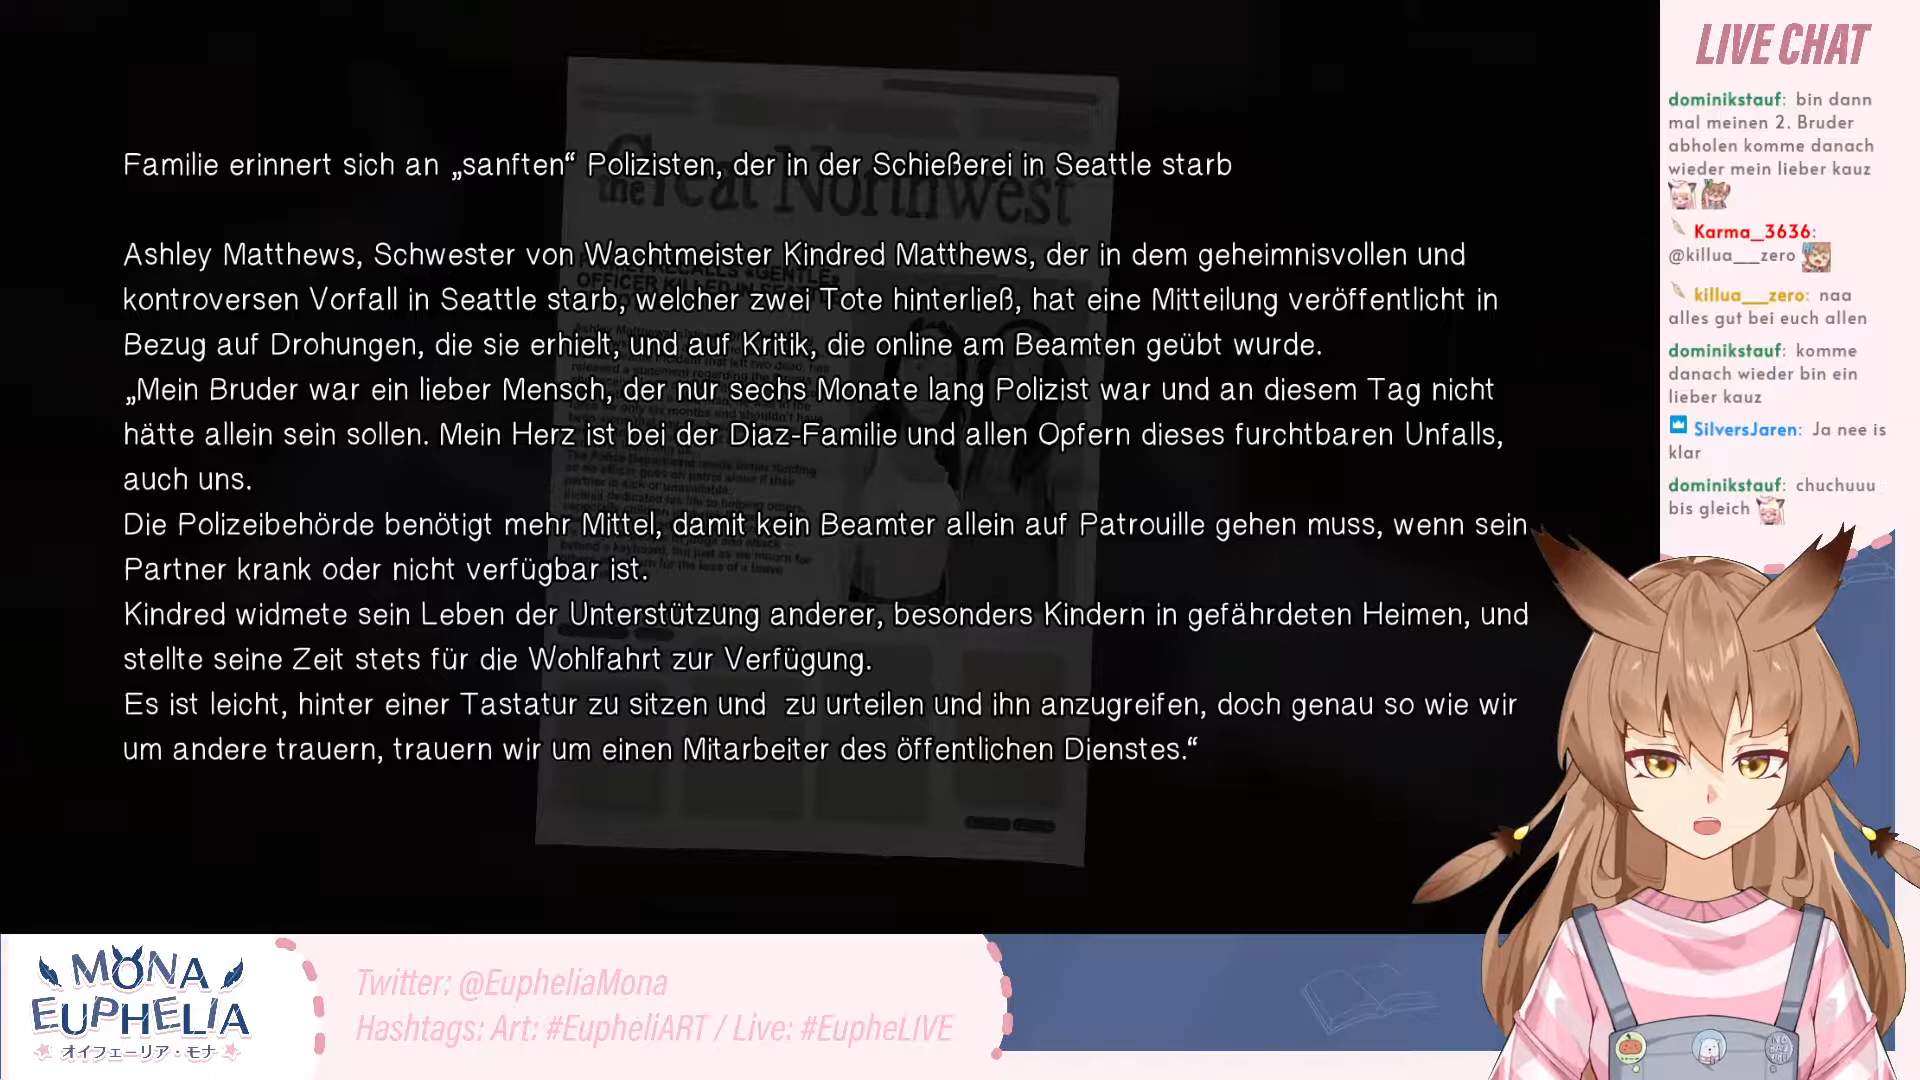 Familie erinnert sich an „sanften“ Polizisten, der in der Schießerei in Seattle starb
Ashley Matthews, Schwester von Wachtmeister Kindred Matthews, der in dem geheimnisvollen und
kontroversen Vorfall in Seattle starb, welcher zwei Tote hinterließ, hat eine Mitteilung veröffentlicht in
Bezug auf Drohungen, die sie erhielt, und auf Kritik, die online am Beamten geübt wurde.
„Mein Bruder war ein lieber Mensch, der nur sechs Monate lang Polizist war und an diesem Tag nicht
hätte allein sein sollen. Mein Herz ist bei der Diaz-Familie und allen Opfern dieses furchtbaren Unfalls,
auch uns.
Die Polizeibehörde benötigt mehr Mittel, damit kein Beamter allein auf Patrouille gehen muss, wenn sein
Partner krank oder nicht verfügbar ist.
Kindred widmete sein Leben der Unterstützung anderer, besonders Kindern in gefährdeten Heimen, und
stellte seine Zeit stets für die Wohlfahrt zur Verfügung.
Es ist leicht, hinter einer Tastatur zu sitzen und  zu urteilen und ihn anzugreifen, doch genau so wie wir
um andere trauern, trauern wir um einen Mitarbeiter des öffentlichen Dienstes.“
the Great Northwest
LIVE CHAT
dominikstauf: bin dann
mal meinen 2. Bruder
abholen komme danach
wieder mein lieber kauz
Karma_3636:
@killua__zero
killua__zero: naa
alles gut bei euch allen
dominikstauf: komme
danach wieder bin ein
lieber kauz
SilversJaren: Ja nee is
klar
dominikstauf: chuchuuu
bis gleich
MONA
EUPHELIA
オイフェーリア・モナ
Twitter: @EupheliaMona
Hashtags: Art: #EupheliART / Live: #EupheLIVE